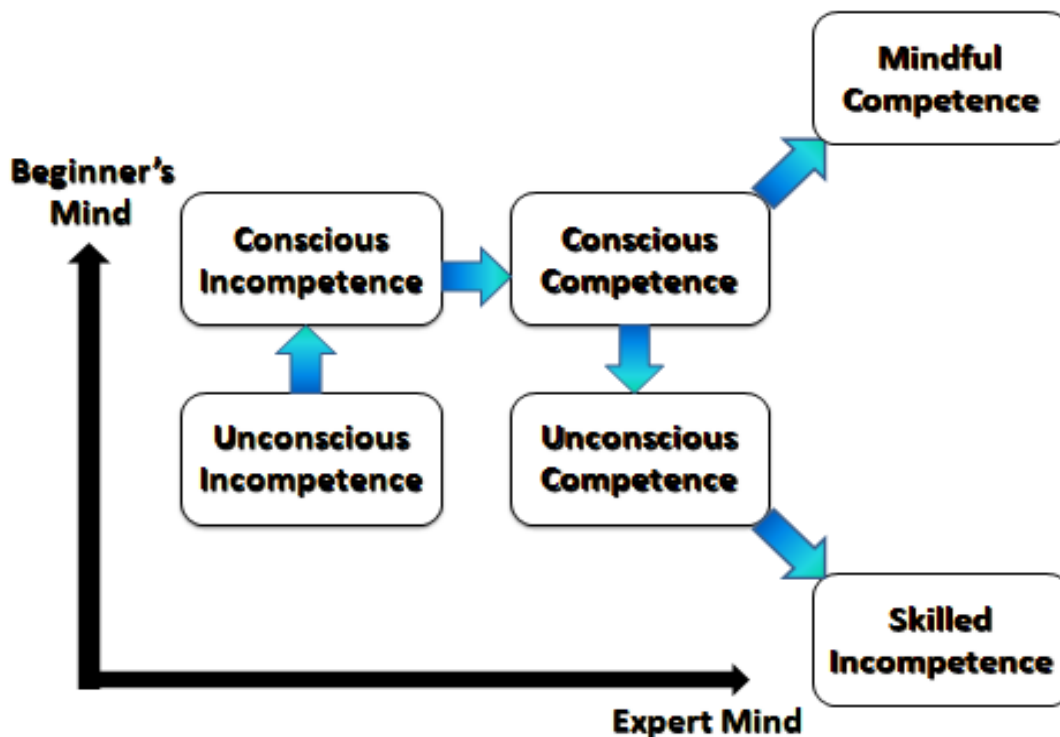 Mindful
Competence
Beginner's
Mind
Conscious
Incompetence
Conscious
Competence
Unconscious
Incompetence
Unconscious
Competence
Skilled
Incompetence
Expert Mind